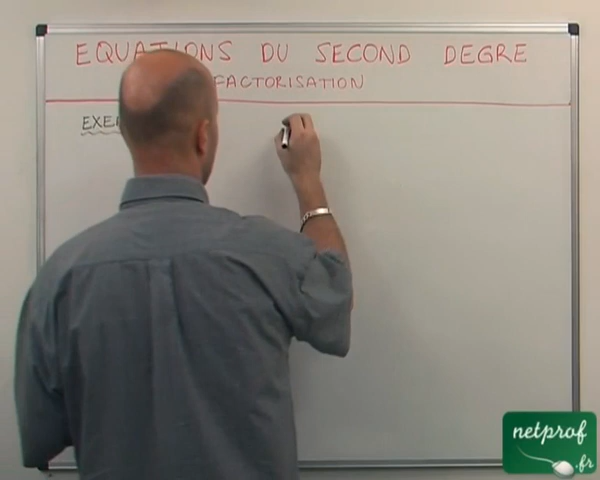 EQUATIONS DU SECOND DEGRE
FACTORISATION
netprof
.fr